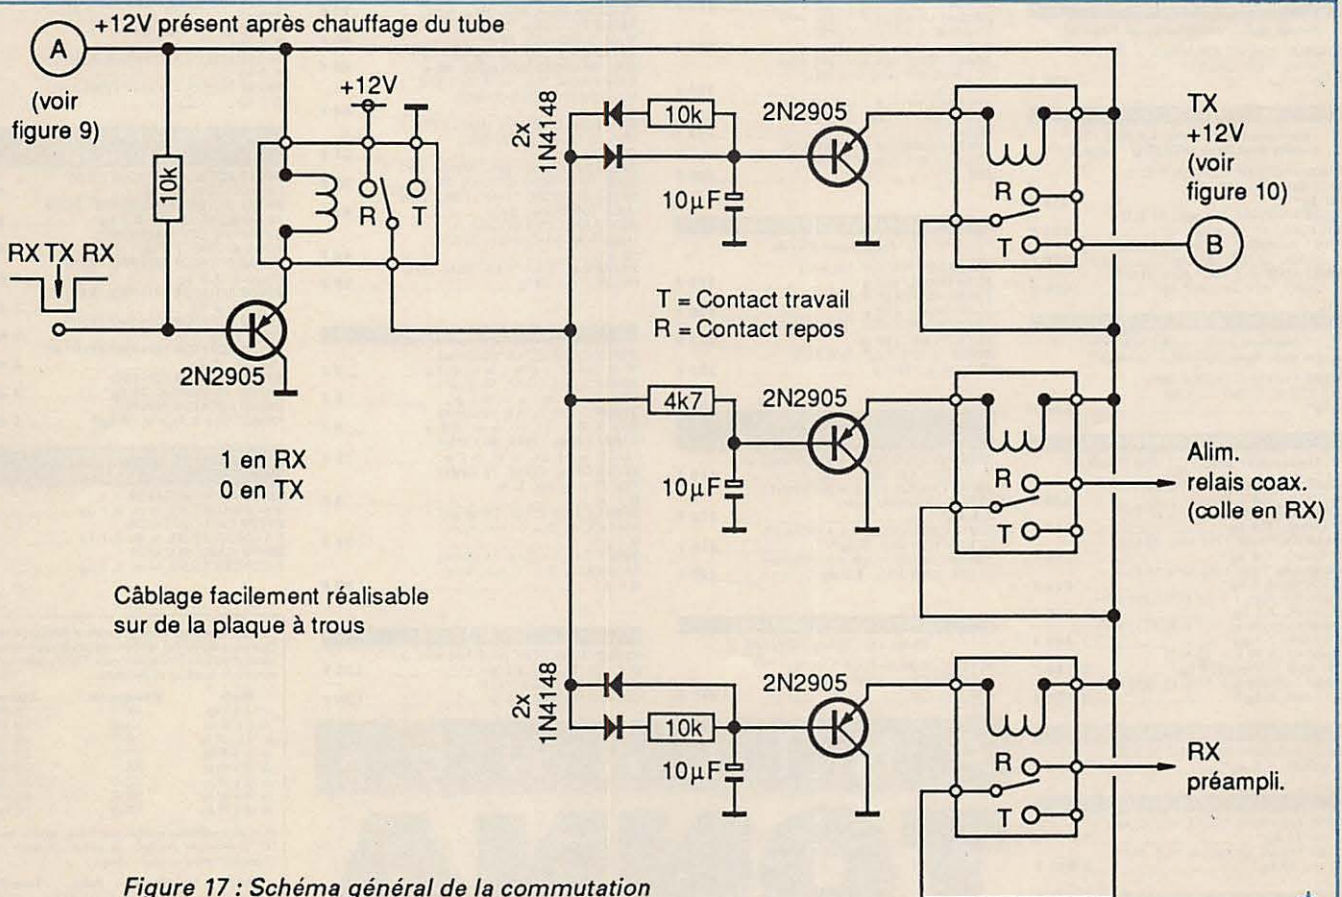 +12V présent après chauffage du tube
A
(voir
figure 9)
10k
+12V
R
T
RX TX RX
2N2905
1 en RX
0 en TX
Câblage facilement réalisable
sur de la plaque à trous
2x
1N4148
10k
10µF
2N2905
R
T
TX
+12V
(voir
figure 10)
B
T = Contact travail
R = Contact repos
4k7
10µF
2N2905
R
T
Alim.
relais coax.
(colle en RX)
2x
1N4148
10k
10µF
2N2905
R
T
RX
préampli.
Figure 17 : Schéma général de la commutation